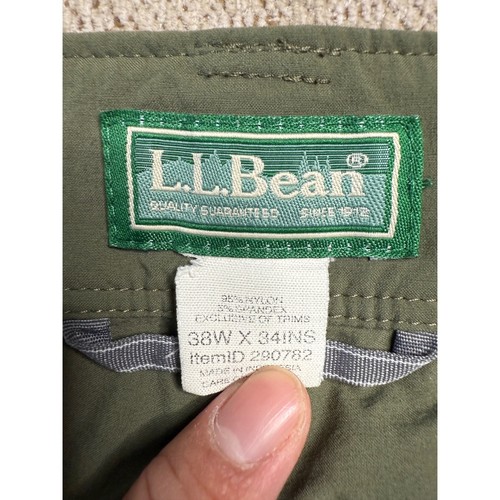 L.L.Bean®
QUALITY GUARANTEED SINCE 1912
95% NYLON
5% SPANDEX
EXCLUSIVE OF TRIMS
38W X 34INS
ItemID 290782
MADE IN INDONESIA
CARE